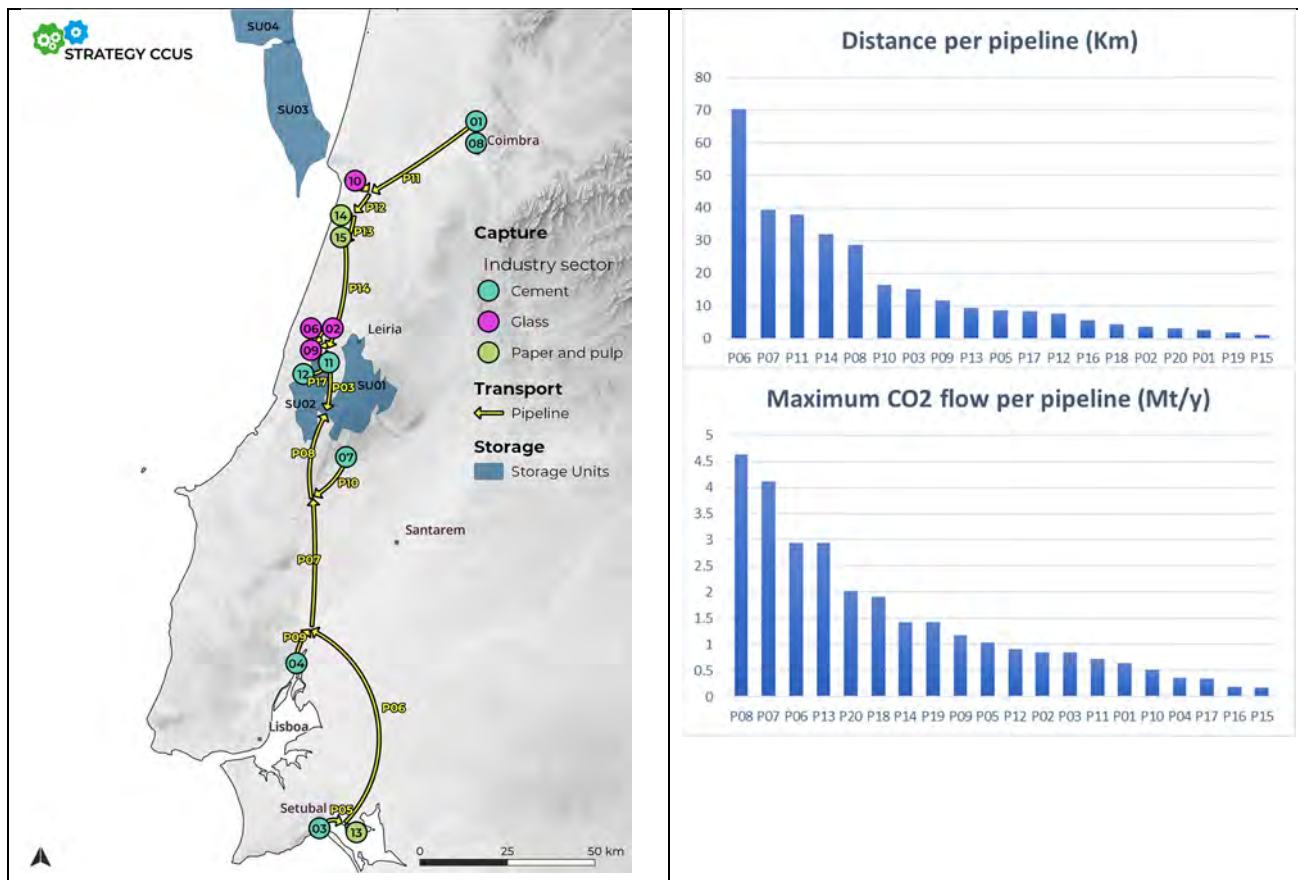 SU04
STRATEGY CCUS
SU03
01
Coimbra
08
10
P11
P12
14
P13
15
Capture
Industry sector
Cement
Glass
Paper and pulp
Transport
Pipeline
Storage
Storage Units
P14
06
02
Leiria
09
11
12
P17
P03
SU01
SU02
P08
07
P10
Santarem
P07
P09
04
P06
Lisboa
Setubal
P05
03
13
0 25 50 km
Distance per pipeline (Km)
80
70
60
50
40
30
20
10
0
P06 P07 P11 P14 P08 P10 P03 P09 P13 P05 P17 P12 P16 P18 P02 P20 P01 P19 P15
Maximum CO2 flow per pipeline (Mt/y)
5
4.5
4
3.5
3
2.5
2
1.5
1
0.5
0
P08 P07 P06 P13 P20 P18 P14 P19 P09 P05 P12 P02 P03 P11 P01 P10 P04 P17 P16 P15